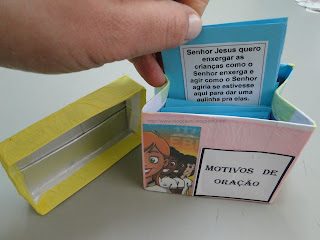 Senhor Jesus quero
enxergar as
crianças como o
Senhor enxerga e
agir como o Senhor
agiria se estivesse
aqui para dar uma
aulinha pra elas.
EB
MOTIVOS DE
ORAÇÃO